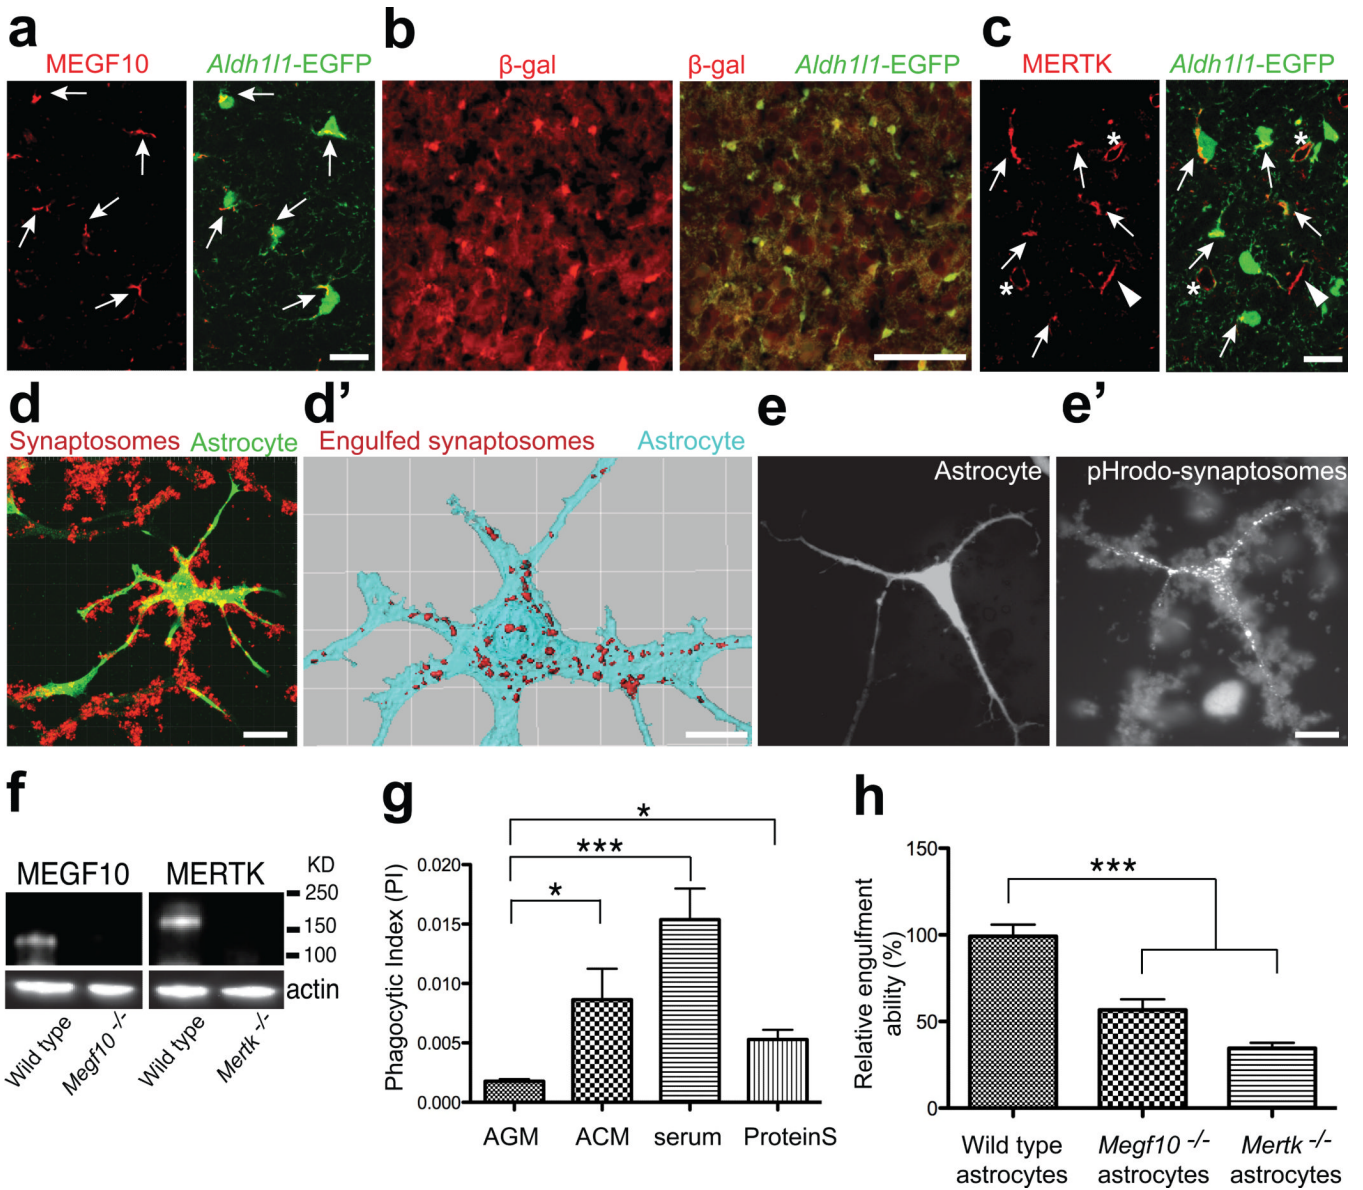 a
MEGF10
Aldh1l1-EGFP
b
β-gal
β-gal
Aldh1l1-EGFP
c
MERTK
Aldh1l1-EGFP
*
*
*
*
d
Synaptosomes
Astrocyte
d’
Engulfed synaptosomes
Astrocyte
e
Astrocyte
e’
pHrodo-synaptosomes
f
MEGF10
MERTK
KD
250
150
100
actin
Wild type
Megf10 -/-
Wild type
Mertk -/-
g
Phagocytic Index (PI)
0.020
0.015
0.010
0.005
0.000
*
***
*
AGM
ACM
serum
ProteinS
h
Relative engulfment
ability (%)
150
100
50
0
***
Wild type
astrocytes
Megf10 -/-
astrocytes
Mertk -/-
astrocytes